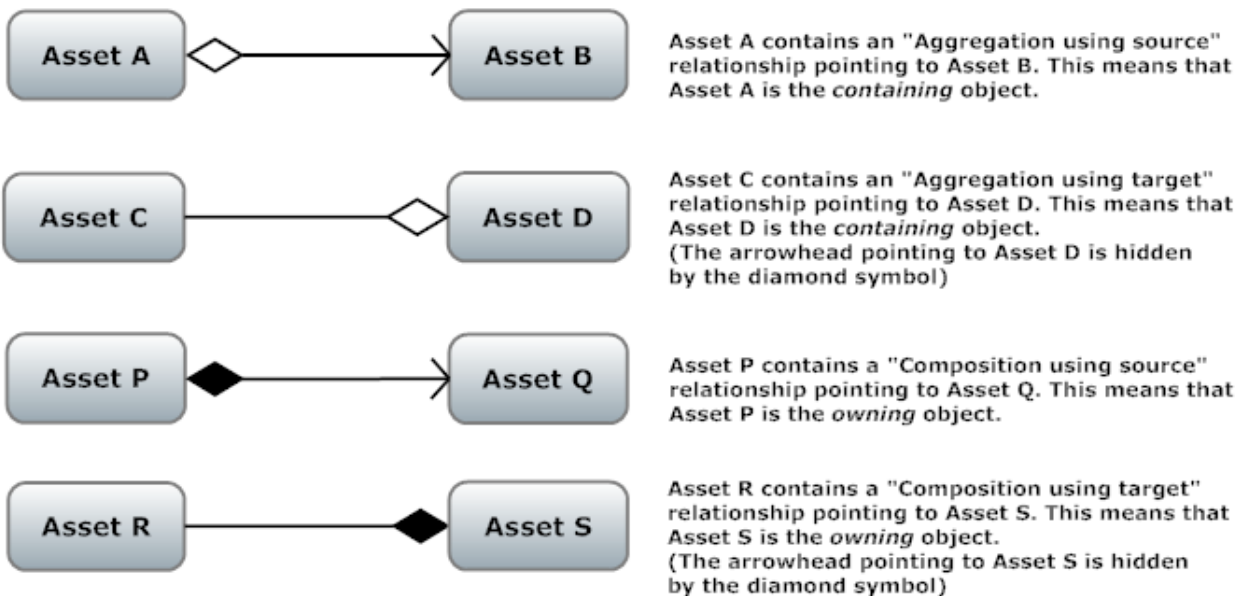 Asset A
Asset B
Asset A contains an "Aggregation using source"
relationship pointing to Asset B. This means that
Asset A is the containing object.
Asset C
Asset D
Asset C contains an "Aggregation using target"
relationship pointing to Asset D. This means that
Asset D is the containing object.
(The arrowhead pointing to Asset D is hidden
by the diamond symbol)
Asset P
Asset Q
Asset P contains a "Composition using source"
relationship pointing to Asset Q. This means that
Asset P is the owning object.
Asset R
Asset S
Asset R contains a "Composition using target"
relationship pointing to Asset S. This means that
Asset S is the owning object.
(The arrowhead pointing to Asset S is hidden
by the diamond symbol)